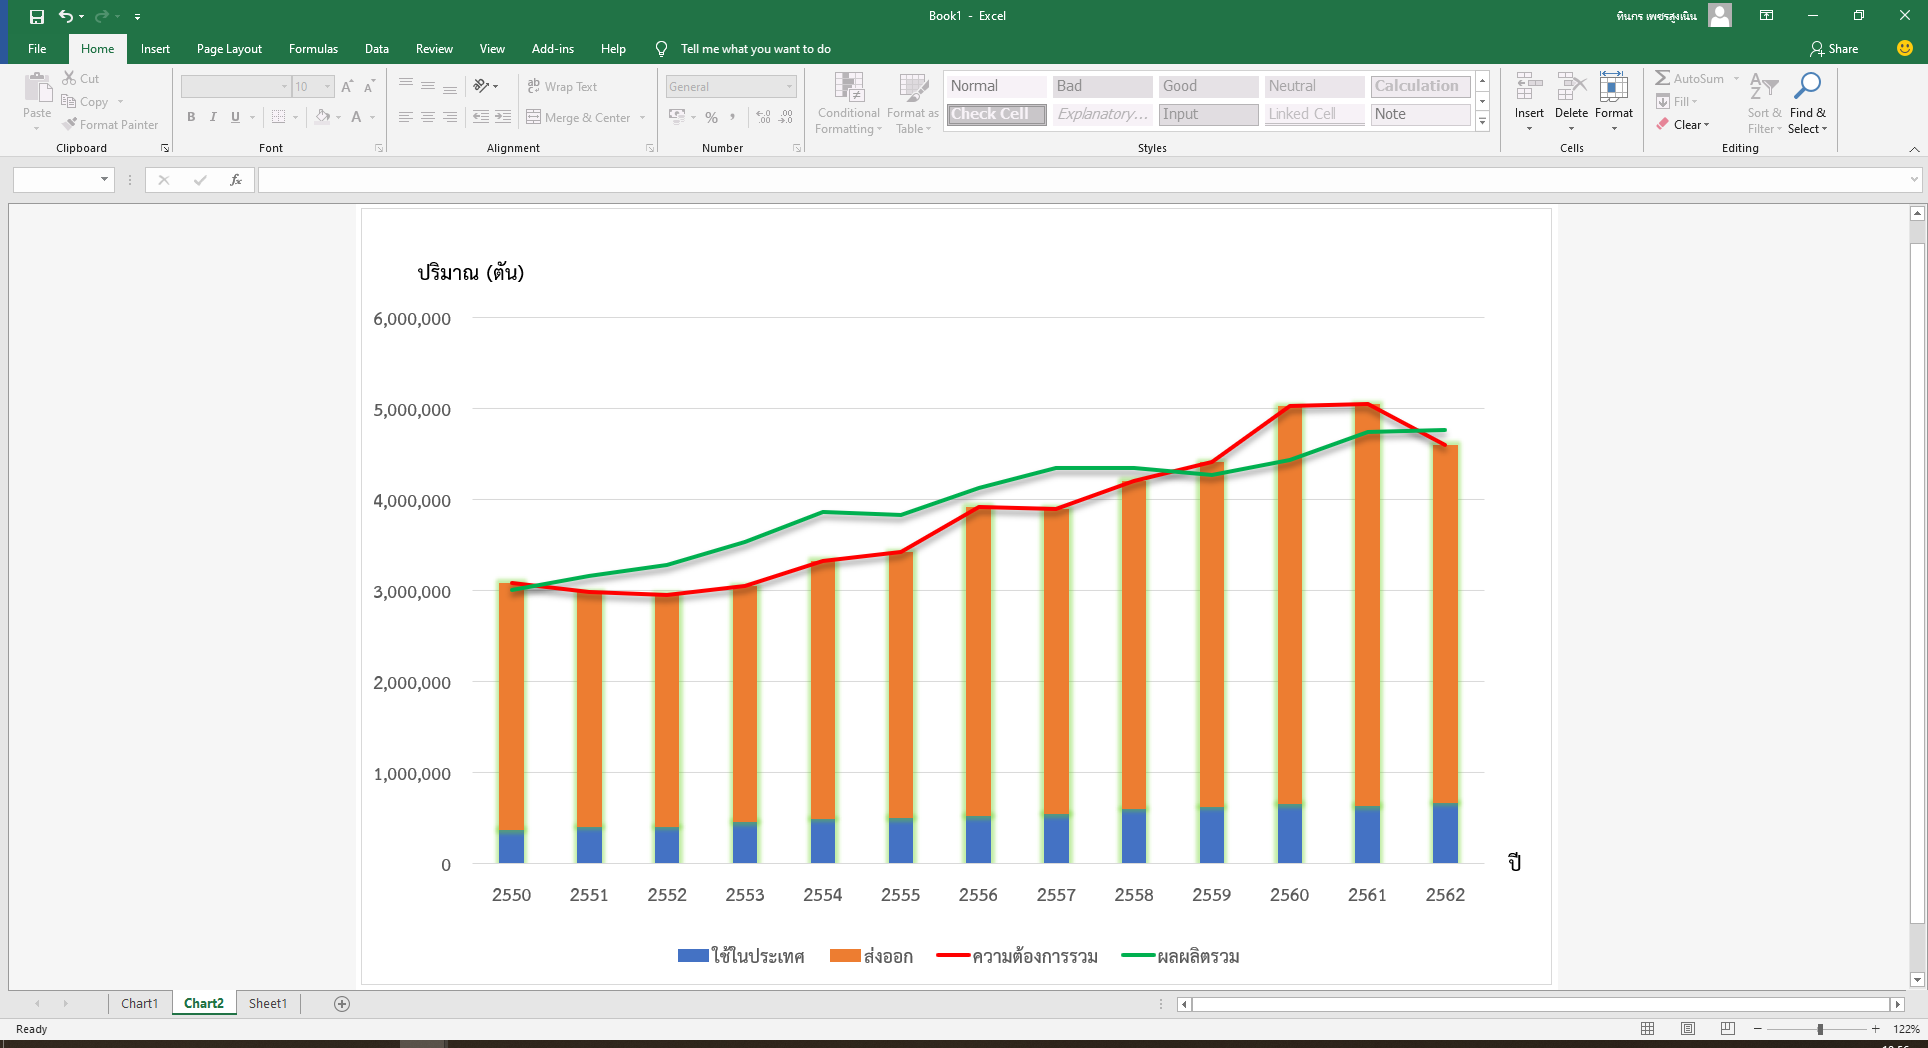 Book1 - Excel
ทินกร เพชรสูงเนิน
File Home Insert Page Layout Formulas Data Review View Add-ins Help Tell me what you want to do Share
Cut
Copy
Format Painter
Paste
Clipboard
10
B I U
Font
Wrap Text
Merge & Center
Alignment
General
Number
Conditional Formatting
Format as Table
Normal Bad Good Neutral Calculation
Check Cell Explanatory... Input Linked Cell Note
Styles
Insert Delete Format
Cells
AutoSum
Fill
Clear
Sort & Filter
Find & Select
Editing
fx
ปริมาณ (ตัน)
6,000,000
5,000,000
4,000,000
3,000,000
2,000,000
1,000,000
0
ปี
2550 2551 2552 2553 2554 2555 2556 2557 2558 2559 2560 2561 2562
ใช้ในประเทศ ส่งออก ความต้องการรวม ผลผลิตรวม
Chart1 Chart2 Sheet1
Ready
122%